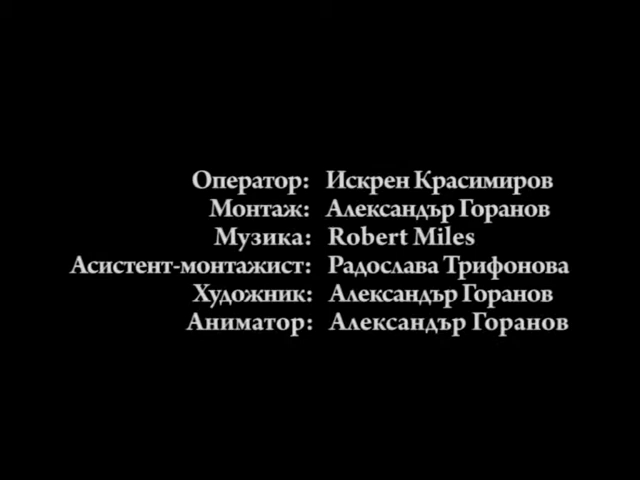 Оператор: Искрен Красимиров
Монтаж: Александър Горанов
Музика: Robert Miles
Асистент-монтажист: Радослава Трифонова
Художник: Александър Горанов
Аниматор: Александър Горанов